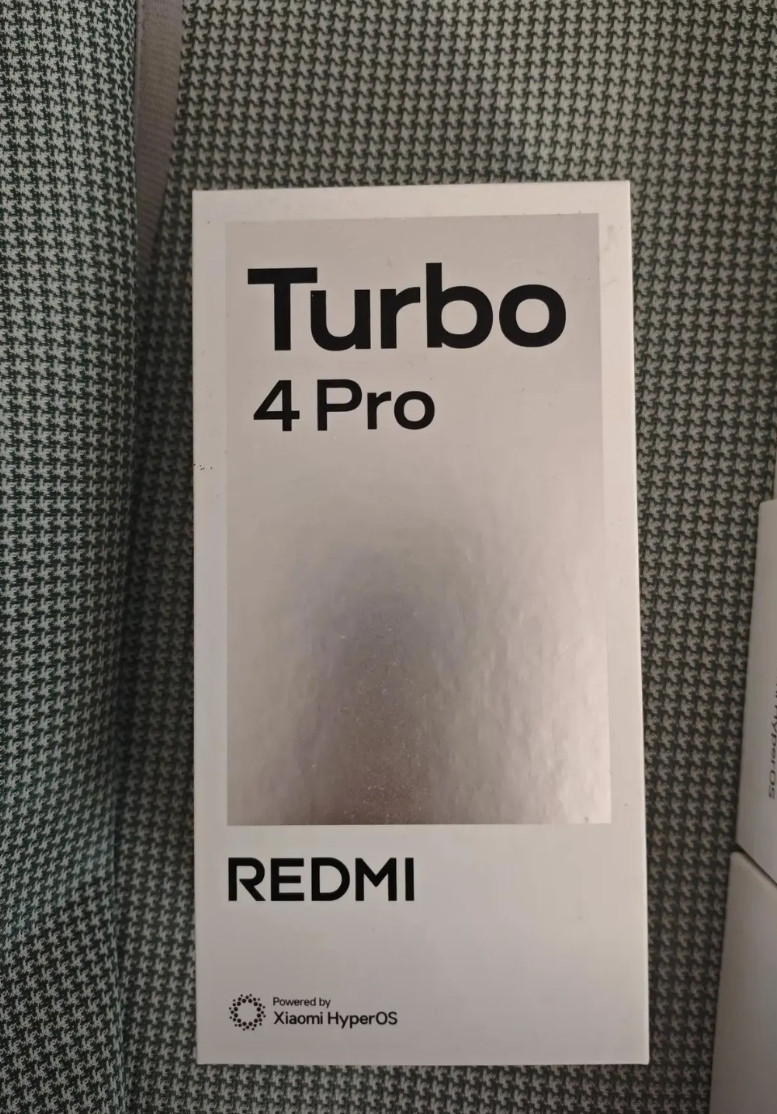 Turbo
4 Pro
REDMI
Powered by
Xiaomi HyperOS